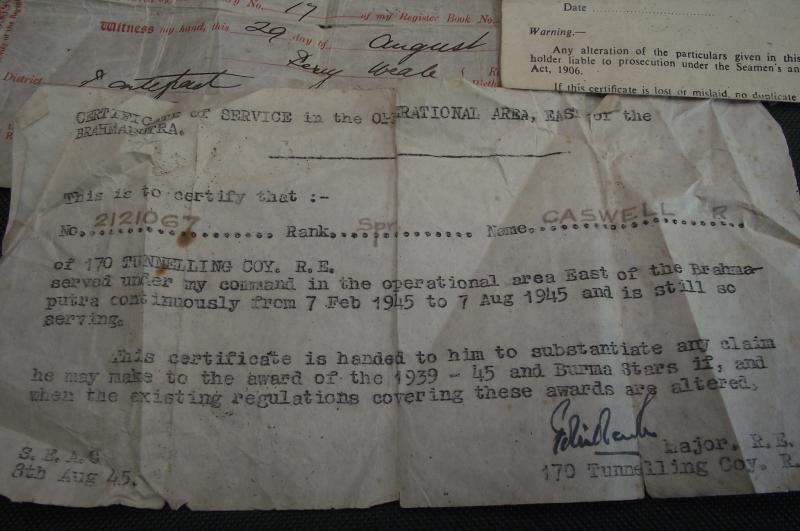 No. 17 of my Register Book No.
Witness my hand, this 29 day of August
District
Date
Warning.—
Any alteration of the particulars given in this
holder liable to prosecution under the Seamen's an
Act, 1906.
If this certificate is lost or mislaid, no duplicate
CERTIFICATE of SERVICE in the OPERATIONAL AREA, EAST of the
BRAHMAPUTRA.
This is to certify that :-
No. 2121067 Rank. Spr. Name. CASWELL R
of 170 TUNNELLING COY. R.E.
served under my command in the operational area East of the Brahma-
putra continuously from 7 Feb 1945 to 7 Aug 1945 and is still so
serving.
This certificate is handed to him to substantiate any claim
he may make to the award of the 1939 - 45 and Burma Stars if, and
when the existing regulations covering these awards are altered.
Major. R.E.
170 Tunnelling Coy. R.
S. E. A. C
8th Aug 45.